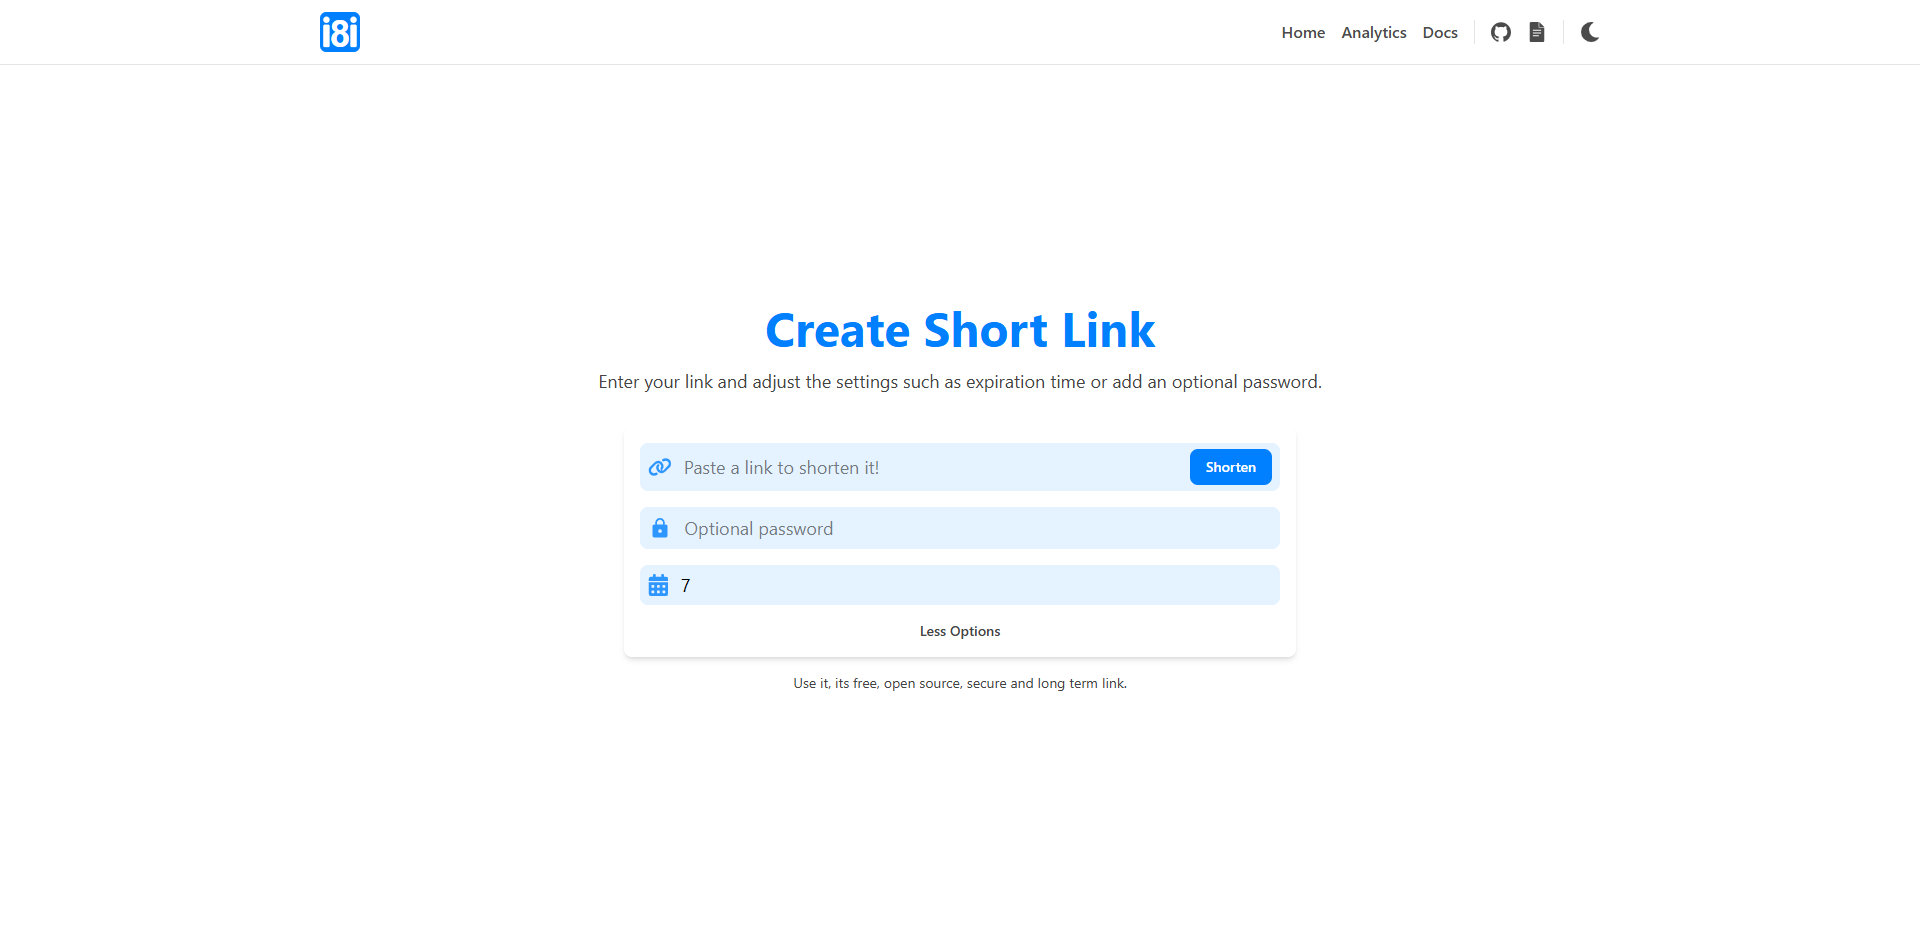 i8i
Home Analytics Docs
Create Short Link
Enter your link and adjust the settings such as expiration time or add an optional password.
Paste a link to shorten it! Shorten
Optional password
7
Less Options
Use it, its free, open source, secure and long term link.